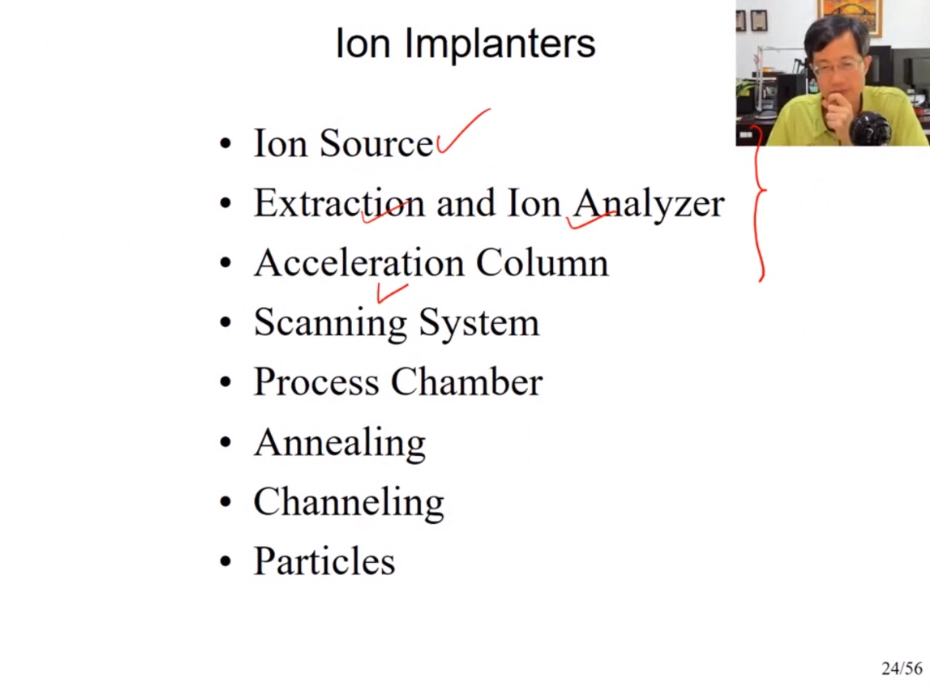 Ion Implanters
• Ion Source
• Extraction and Ion Analyzer
• Acceleration Column
• Scanning System
• Process Chamber
• Annealing
• Channeling
• Particles
24/56